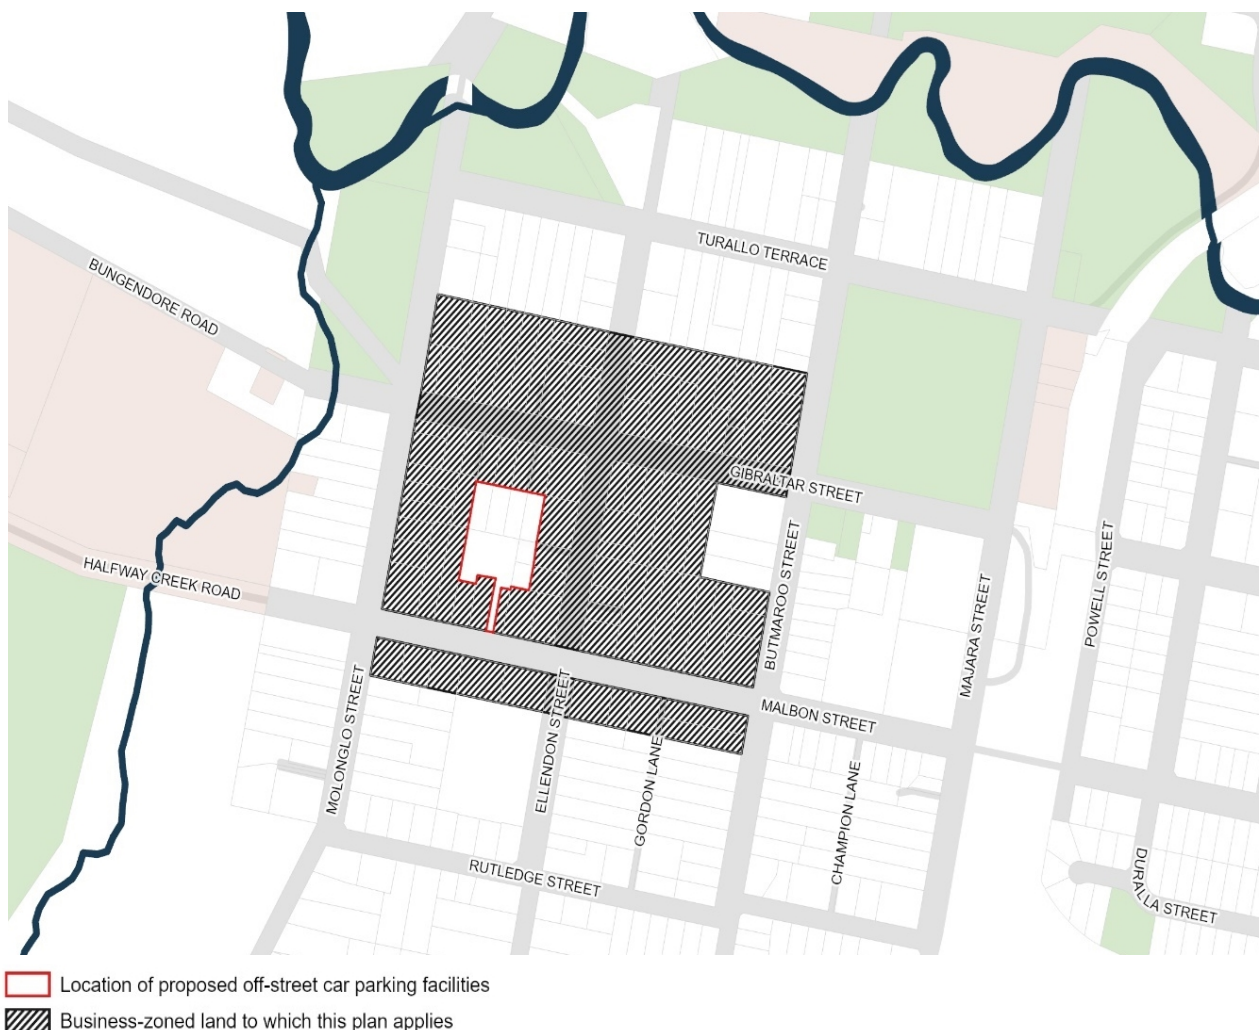 TURALLO TERRACE
BUNGENDORE ROAD
GIBRALTAR STREET
HALFWAY CREEK ROAD
BUTMAROO STREET
MAJARA STREET
POWELL STREET
MOLONGLO STREET
ELLENDON STREET
GORDON LANE
MALBON STREET
CHAMPION LANE
RUTLEDGE STREET
DURALLA STREET
Location of proposed off-street car parking facilities
Business-zoned land to which this plan applies